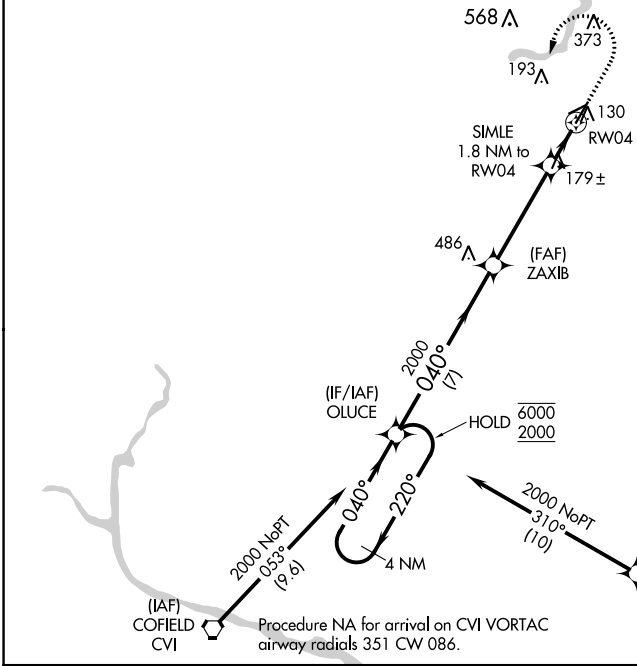 568
373
193
130
RW04
SIMLE
1.8 NM to
RW04
179 ±
486
(FAF)
ZAXIB
2000
040°
(7)
(IF/IAF)
OLUCE
HOLD
6000
2000
040°
220°
4 NM
2000 NoPT
053°
(9.6)
2000 NoPT
310°
(10)
(IAF)
COFIELD
CVI
Procedure NA for arrival on CVI VORTAC
airway radials 351 CW 086.